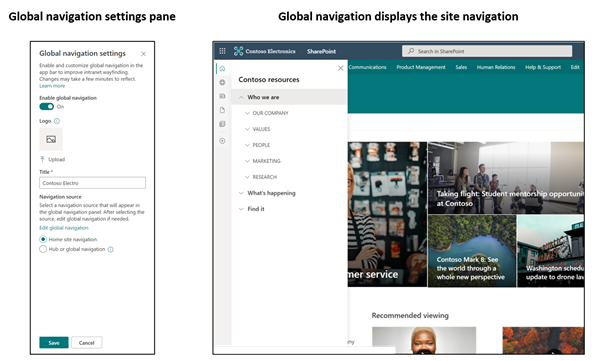 Global navigation settings pane
Global navigation displays the site navigation
Global navigation settings
Enable and customize global navigation in the
app bar to improve intranet wayfinding.
Changes may take a few minutes to reflect.
Learn more
Enable global navigation
On
Logo
Upload
Title *
Contoso Electro
Navigation source
Select a navigation source that will appear in
the global navigation panel. After selecting the
source, edit global navigation if needed.
Edit global navigation
Home site navigation
Hub or global navigation
Save
Cancel
Contoso Electronics
SharePoint
Search in SharePoint
Communications
Product Management
Sales
Human Relations
Help & Support
Edit
Contoso resources
Who we are
OUR COMPANY
VALUES
PEOPLE
MARKETING
RESEARCH
What's happening
Find it
Taking flight: Student mentorship opportuni
at Contoso
mer service
Contoso Mark 8: See
the world through a
whole new perspective
Washington schedu
update to drone law
Recommended viewing
any